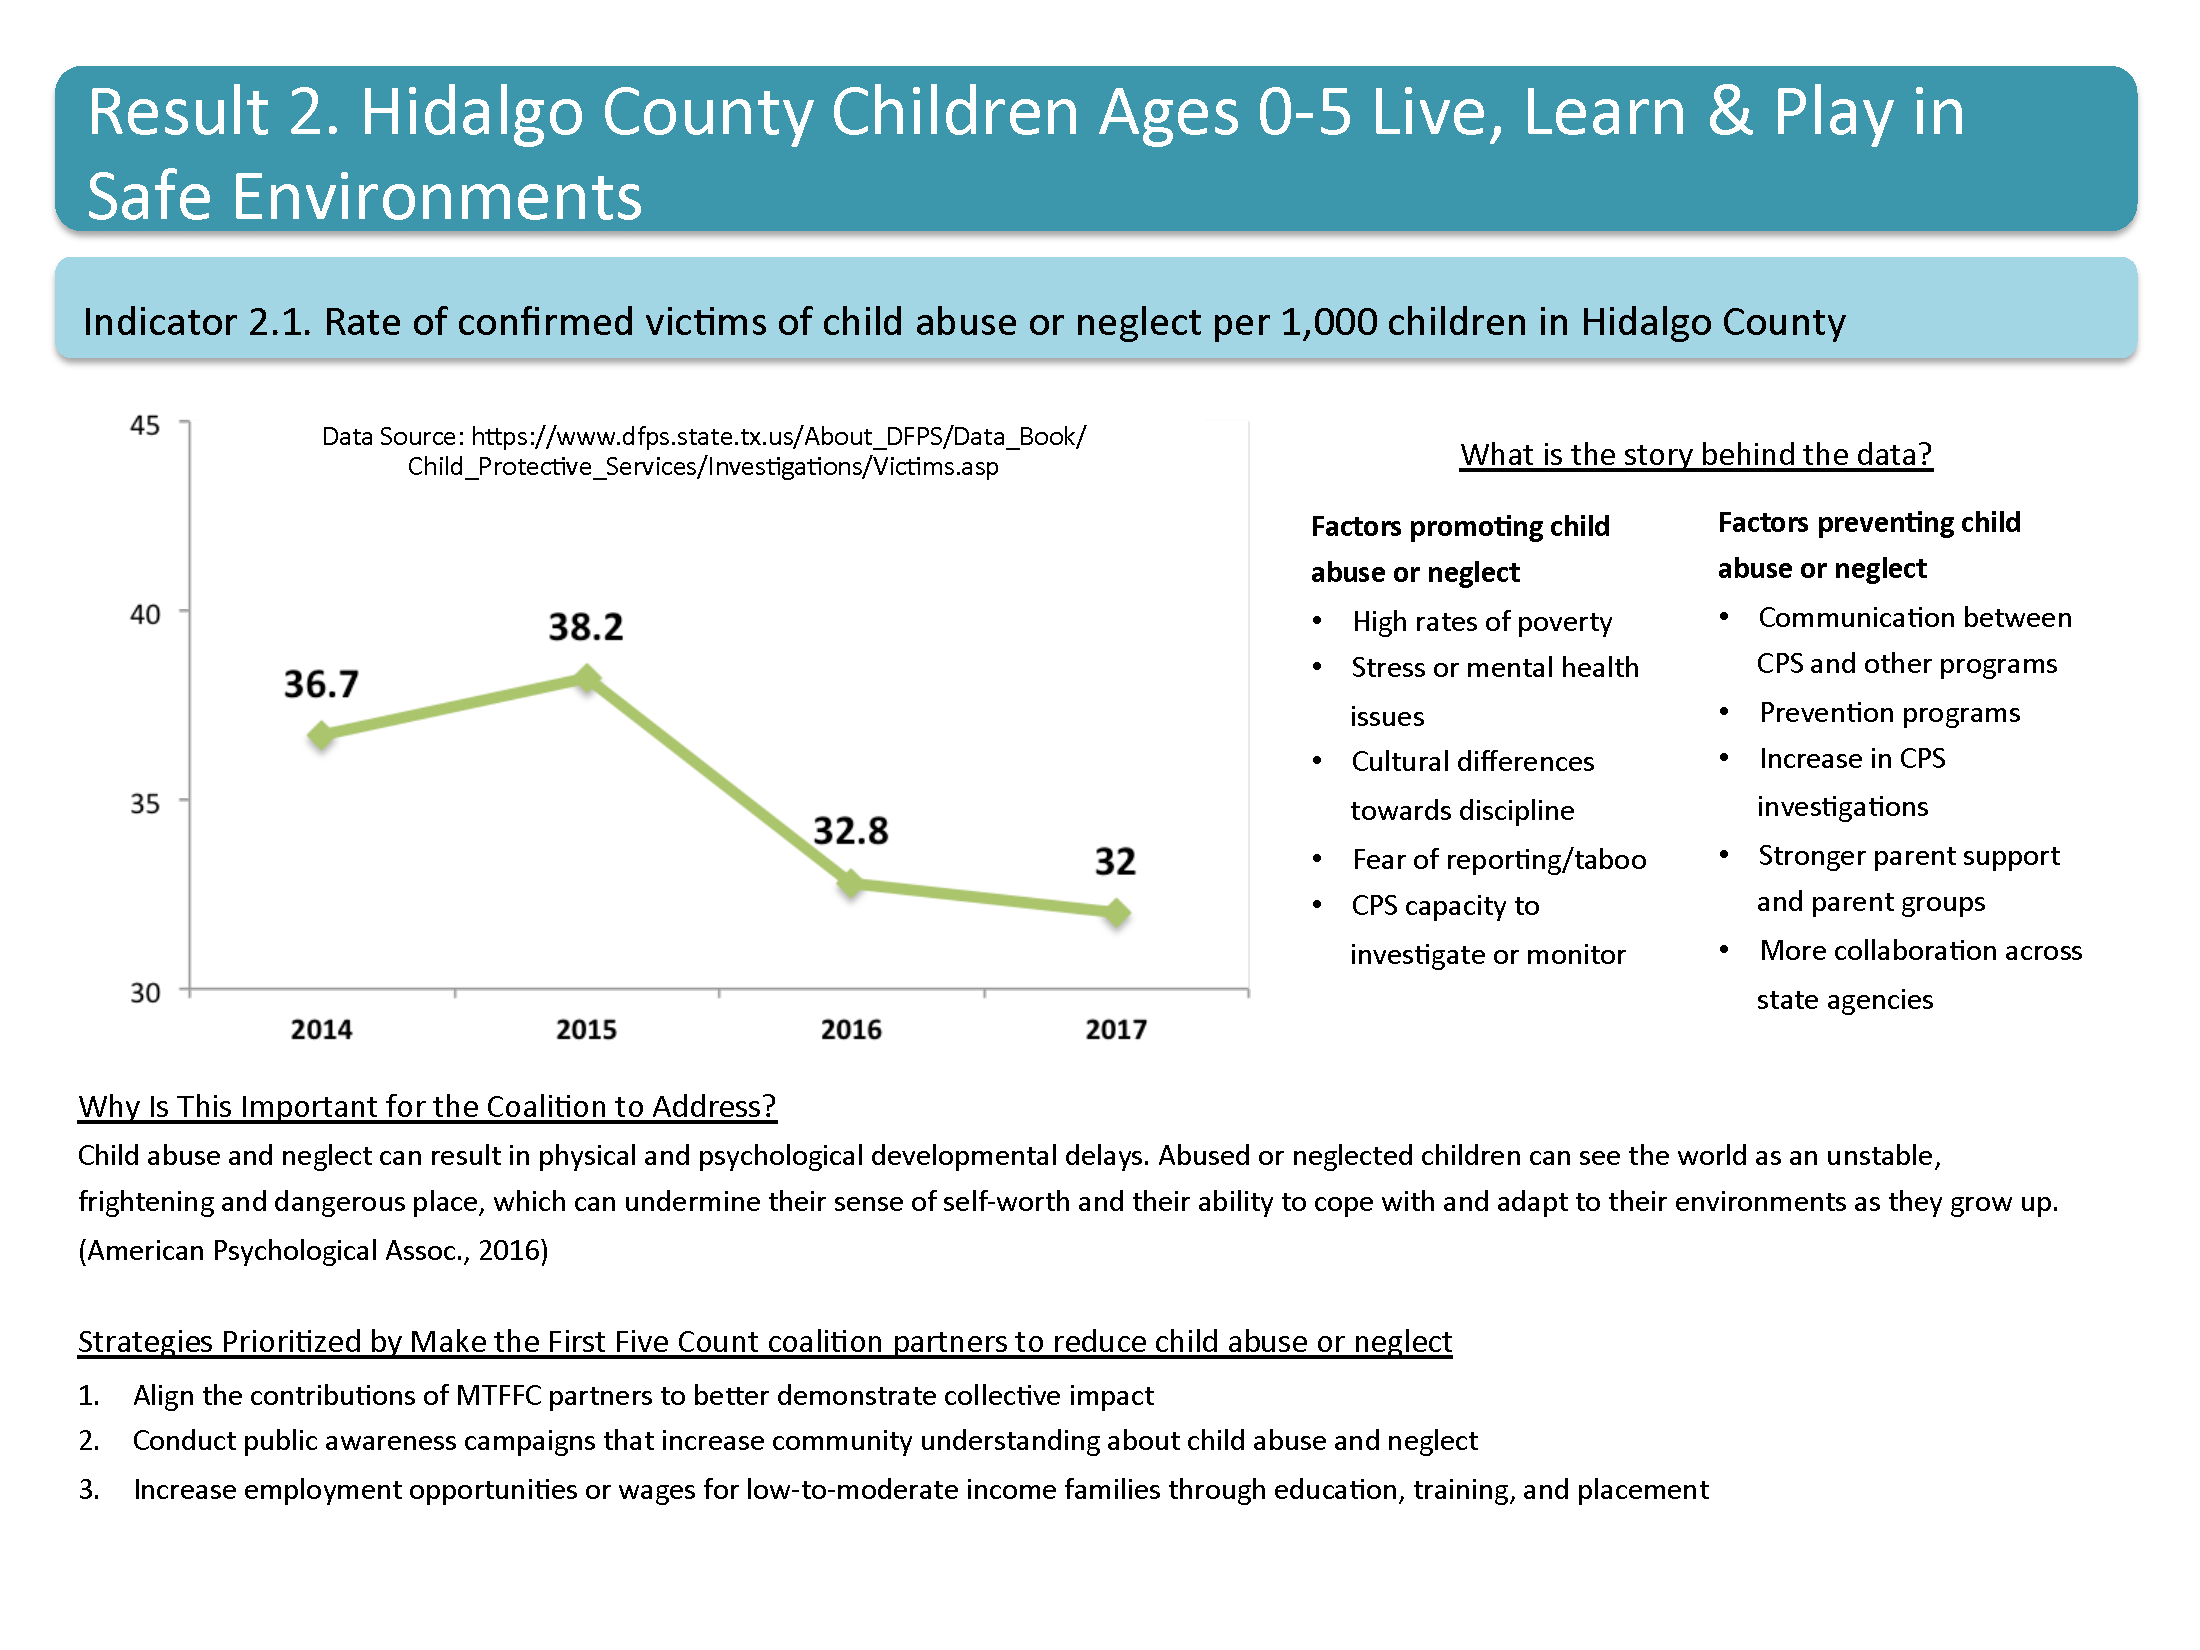 Result 2. Hidalgo County Children Ages 0-5 Live, Learn & Play in
Safe Environments
Indicator 2.1. Rate of confirmed victims of child abuse or neglect per 1,000 children in Hidalgo County
Data Source: https://www.dfps.state.tx.us/About_DFPS/Data_Book/
Child_Protective_Services/Investigations/Victims.asp
45
40
35
30
36.7
38.2
32.8
32
2014
2015
2016
2017
What is the story behind the data?
Factors promoting child
abuse or neglect
• High rates of poverty
• Stress or mental health
issues
• Cultural differences
towards discipline
• Fear of reporting/taboo
• CPS capacity to
investigate or monitor
Factors preventing child
abuse or neglect
• Communication between
CPS and other programs
• Prevention programs
• Increase in CPS
investigations
• Stronger parent support
and parent groups
• More collaboration across
state agencies
Why Is This Important for the Coalition to Address?
Child abuse and neglect can result in physical and psychological developmental delays. Abused or neglected children can see the world as an unstable,
frightening and dangerous place, which can undermine their sense of self-worth and their ability to cope with and adapt to their environments as they grow up.
(American Psychological Assoc., 2016)
Strategies Prioritized by Make the First Five Count coalition partners to reduce child abuse or neglect
1. Align the contributions of MTFFC partners to better demonstrate collective impact
2. Conduct public awareness campaigns that increase community understanding about child abuse and neglect
3. Increase employment opportunities or wages for low-to-moderate income families through education, training, and placement